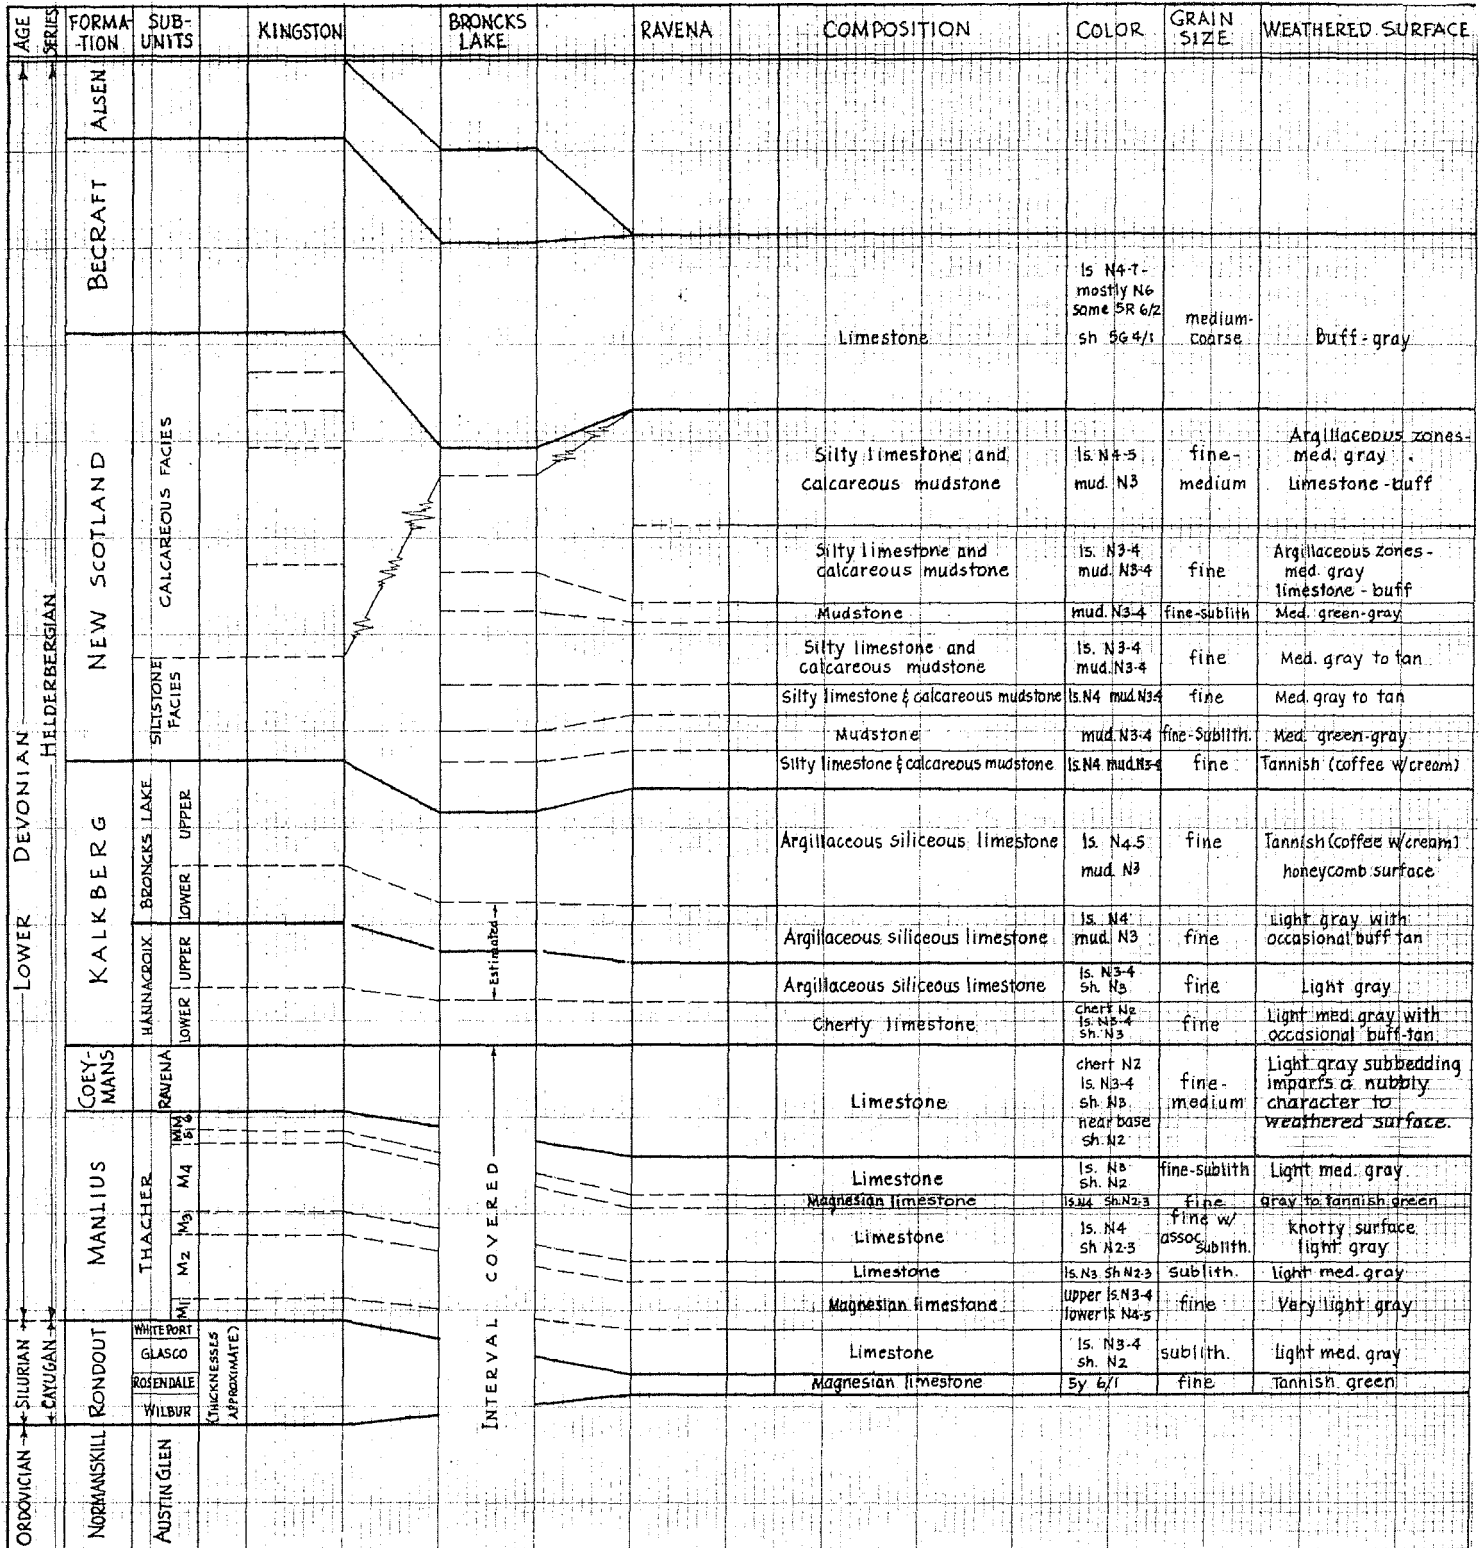 AGE
SERIES
FORMA-
-TION
SUB-
UNITS
KINGSTON
BRONCKS
LAKE
RAVENA
COMPOSITION
COLOR
GRAIN
SIZE
WEATHERED SURFACE
LOWER DEVONIAN
SILURIAN
ORDOVICIAN
HELDERBERGIAN
CAYUGAN
ALSEN
BECRAFT
NEW SCOTLAND
KALKBERG
COEY-
MANS
MANLIUS
RONDOUT
NORMANSKILL
CALCAREOUS FACIES
SILTSTONE
FACIES
BRONCKS LAKE
UPPER
LOWER
HANNACROIX
UPPER
LOWER
RAVENA
THACHER
M4
M3
M2
M1
WHITEPORT
GLASCO
ROSENDALE
WILBUR
(THICKNESSES
APPROXIMATE)
AUSTIN GLEN
Estimated
INTERVAL COVERED
Limestone
ls N4-7-
mostly N6
some 5R 6/2
sh 5G 4/1
medium-
coarse
Buff-gray
Silty limestone and
calcareous mudstone
ls. N4-5
mud. N3
fine-
medium
Argillaceous zones-
med. gray
Limestone-buff
Silty limestone and
calcareous mudstone
ls. N3-4
mud. N3-4
fine
Argillaceous zones-
med. gray
limestone - buff
Mudstone
mud. N3-4
fine-sublith
Med. green-gray
Silty limestone and
calcareous mudstone
ls. N3-4
mud. N3-4
fine
Med. gray to tan
Silty limestone & calcareous mudstone
ls. N4 mud N3-4
fine
Med. gray to tan
Mudstone
mud. N3-4
fine-Sublith.
Med. green-gray
Silty limestone & calcareous mudstone
ls. N4 mud N3-4
fine
Tannish (coffee w/cream)
Argillaceous siliceous limestone
ls. N4-5
mud. N3
fine
Tannish (coffee w/cream)
honeycomb surface
Argillaceous siliceous limestone
ls. N4
mud. N3
fine
Light gray with
occasional buff tan
Argillaceous siliceous limestone
ls. N3-4
sh. N3
fine
Light gray
Cherty limestone
chert N2
ls. N3-4
sh. N3
fine
Light med. gray with
occasional buff-tan
Limestone
chert N2
ls. N3-4
sh N3
near base
sh. N2
fine-
medium
Light gray subbedding
imparts a nubbly
character to
weathered surface.
Limestone
ls. N3
sh. N2
fine-sublith
Light med. gray
Magnesian limestone
ls. N4 Sh. N2-3
fine
gray to tannish green
Limestone
ls. N4
sh N2-3
fine w/
assoc. sublith.
knotty surface
light gray
Limestone
ls. N3 Sh N2-3
Sublith.
Light med. gray
Magnesian limestone
upper ls. N3-4
lower ls N4-5
fine
Very light gray
Limestone
ls. N3-4
sh. N2
sublith.
Light med. gray
Magnesian limestone
5y 6/1
fine
Tannish green